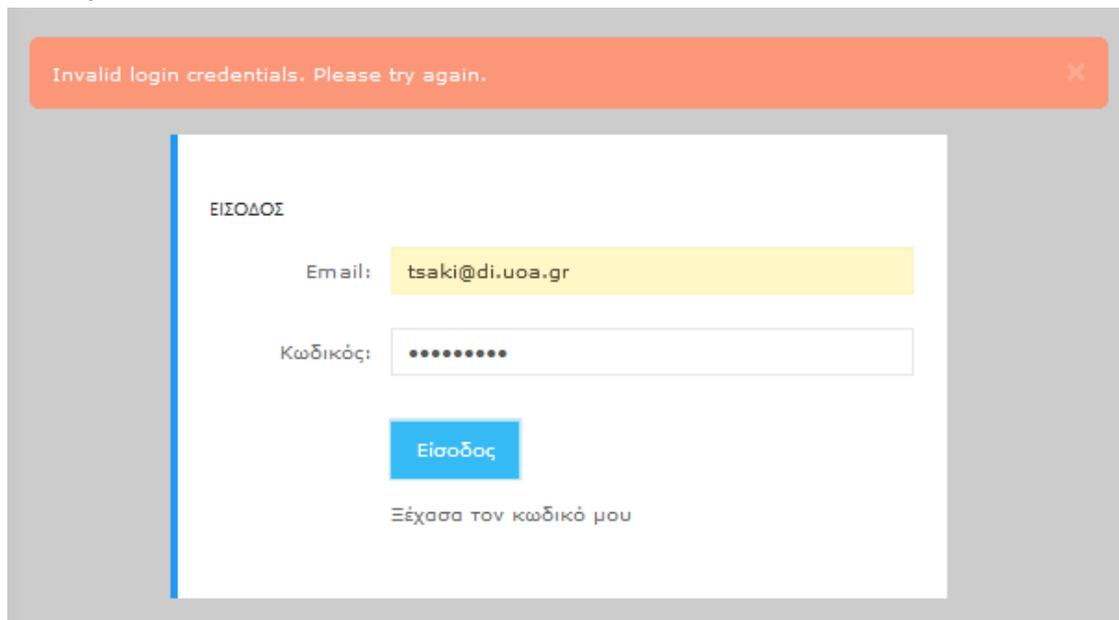 Invalid login credentials. Please try again. ×
ΕΙΣΟΔΟΣ
Email: tsaki@di.uoa.gr
Κωδικός: •••••••••
Είσοδος
Ξέχασα τον κωδικό μου